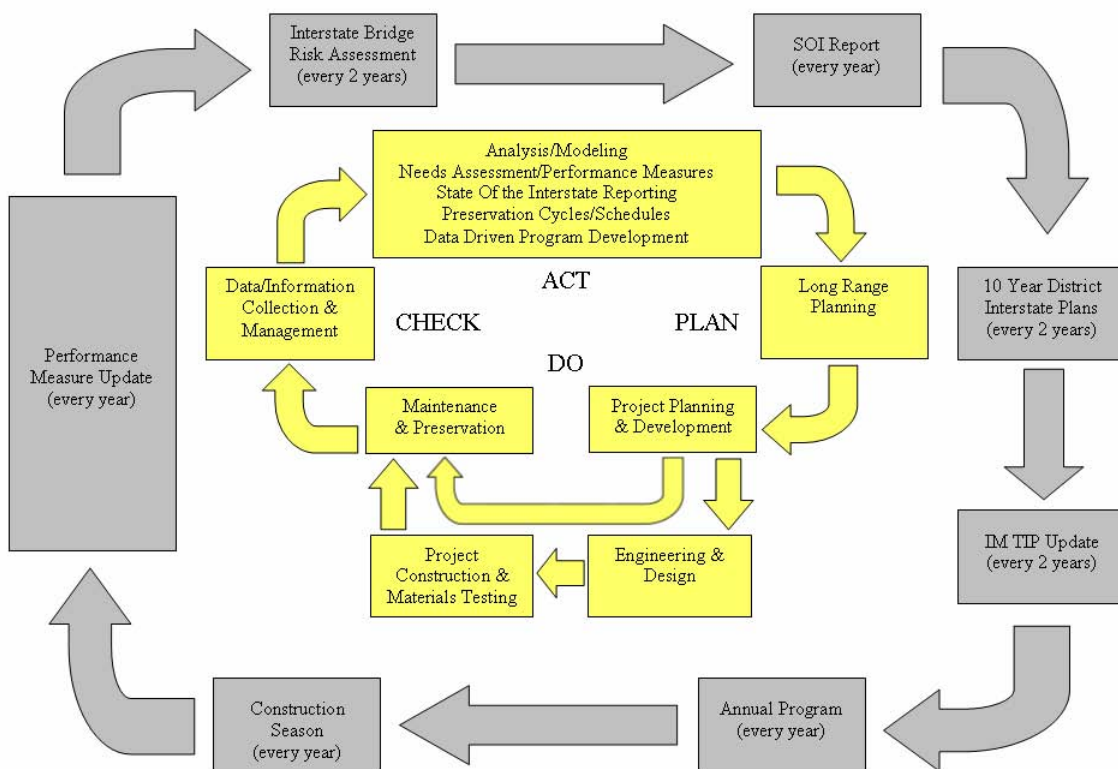 Interstate Bridge
Risk Assessment
(every 2 years)
SOI Report
(every year)
Analysis/Modeling
Needs Assessment/Performance Measures
State Of the Interstate Reporting
Preservation Cycles/Schedules
Data Driven Program Development
Data/Information
Collection &
Management
ACT
CHECK
PLAN
DO
Long Range
Planning
10 Year District
Interstate Plans
(every 2 years)
Performance
Measure Update
(every year)
Maintenance
& Preservation
Project Planning
& Development
Project
Construction &
Materials Testing
Engineering &
Design
IM TIP Update
(every 2 years)
Construction
Season
(every year)
Annual Program
(every year)